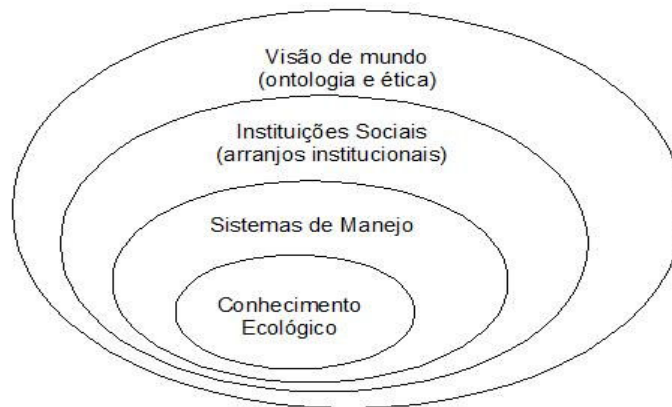 Visão de mundo
(ontologia e ética)
Instituições Sociais
(arranjos institucionais)
Sistemas de Manejo
Conhecimento
Ecológico